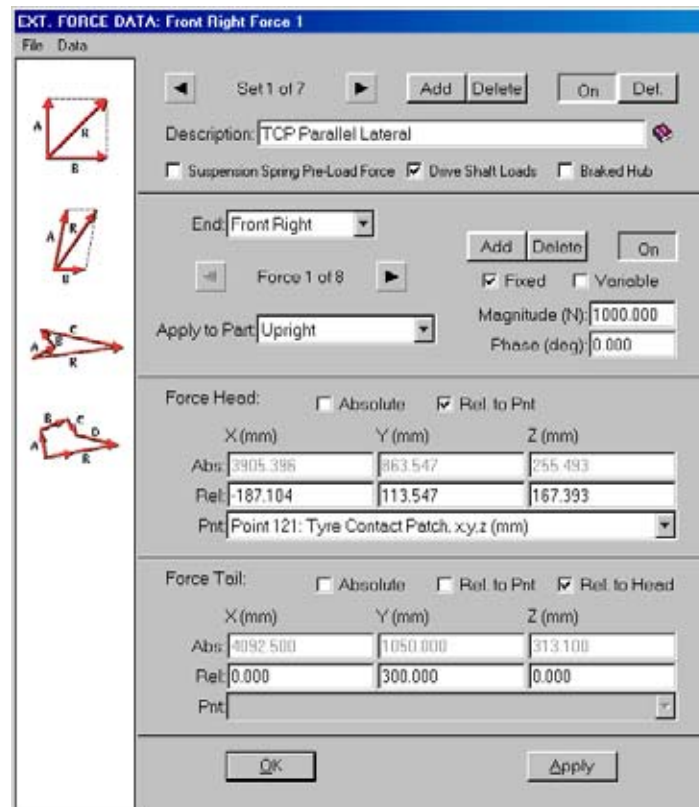 EXT. FORCE DATA: Front Right Force 1
File Data
A R B
A R B
A B C R
A B C D R
Set 1 of 7 Add Delete On Def.
Description: TCP Parallel Lateral
Suspension Spring Pre-Load Force Drive Shaft Loads Braked Hub
End: Front Right
Add Delete On
Force 1 of 8
Fixed Variable
Magnitude (N): 1000.000
Apply to Part: Upright
Phase (deg): 0.000
Force Head: Absolute Rel. to Pnt
X (mm) Y (mm) Z (mm)
Abs: 3905.396 863.547 255.493
Rel: -187.104 113.547 167.393
Pnt: Point 121: Tyre Contact Patch, x,y,z (mm)
Force Tail: Absolute Rel. to Pnt Rel. to Head
X (mm) Y (mm) Z (mm)
Abs: 4092.500 1050.000 313.100
Rel: 0.000 300.000 0.000
Pnt:
OK Apply